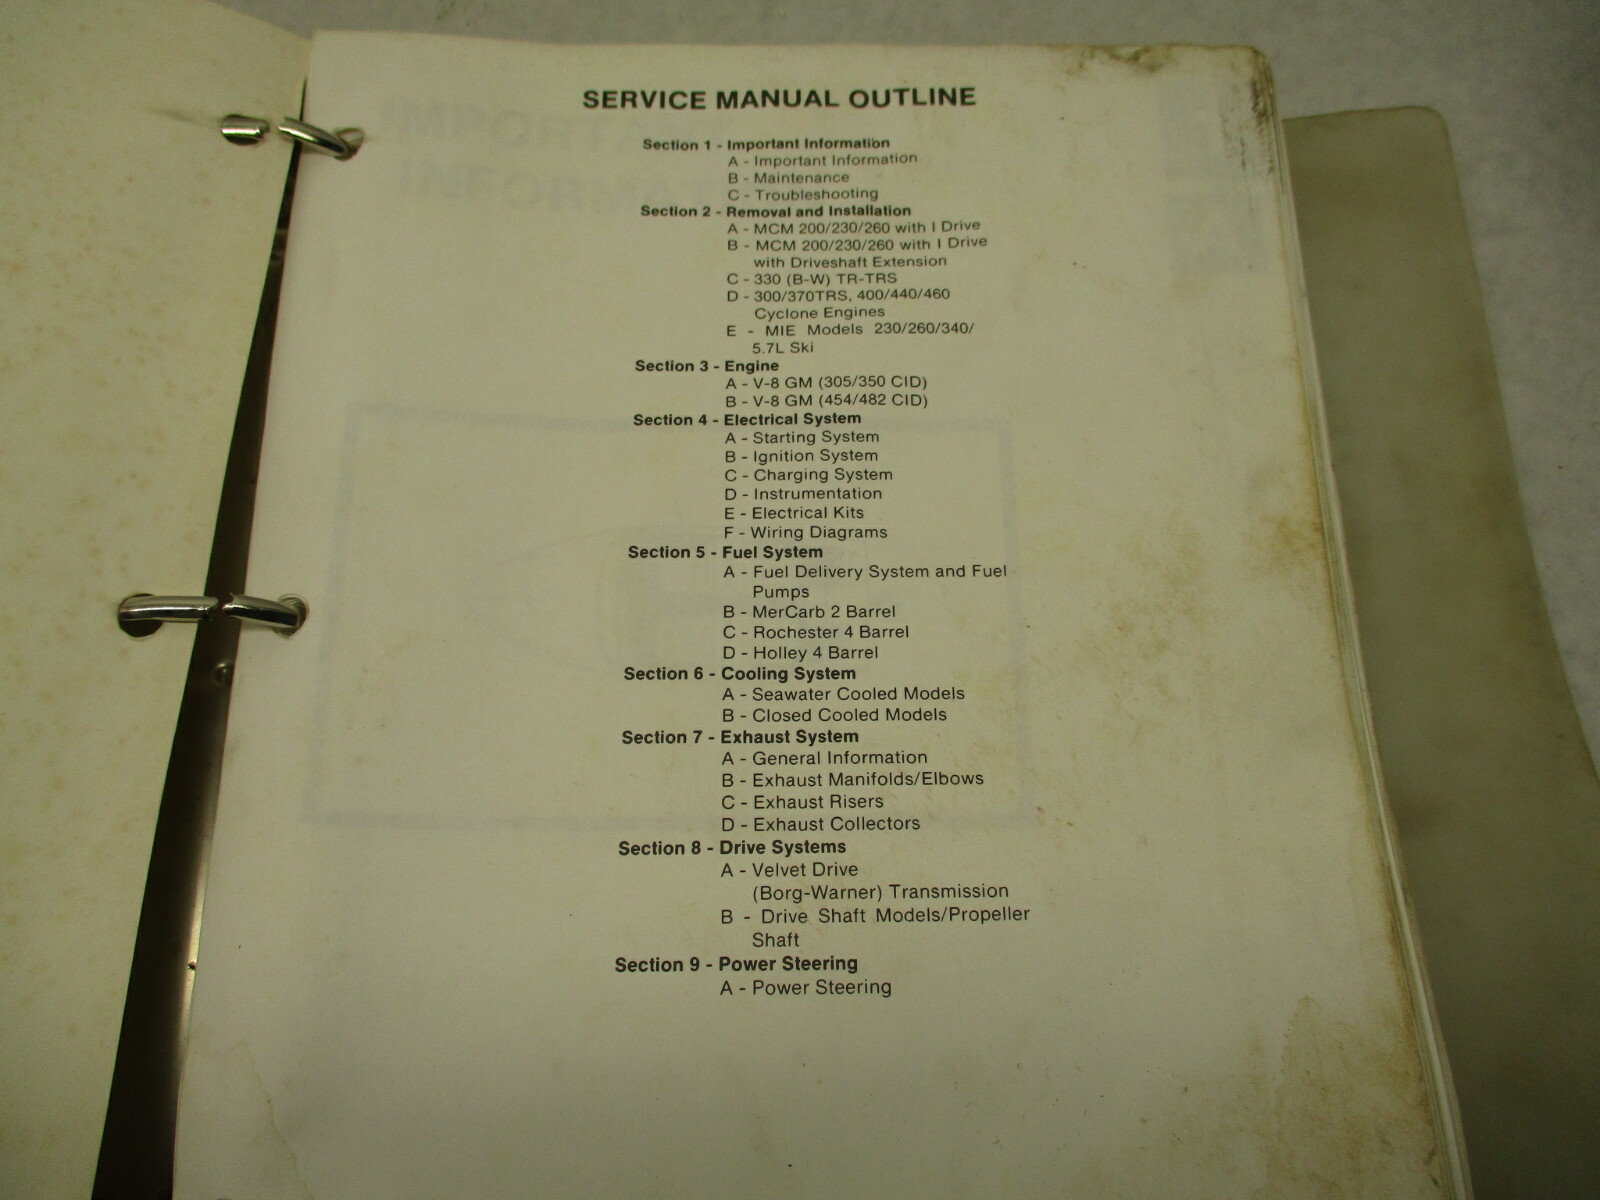 SERVICE MANUAL OUTLINE
Section 1 - Important Information
A - Important Information
B - Maintenance
C - Troubleshooting
Section 2 - Removal and Installation
A - MCM 200/230/260 with I Drive
B - MCM 200/230/260 with I Drive
with Driveshaft Extension
C - 330 (B-W) TR-TRS
D - 300/370TRS, 400/440/460
Cyclone Engines
E - MIE Models 230/260/340/
5.7L Ski
Section 3 - Engine
A - V-8 GM (305/350 CID)
B - V-8 GM (454/482 CID)
Section 4 - Electrical System
A - Starting System
B - Ignition System
C - Charging System
D - Instrumentation
E - Electrical Kits
F - Wiring Diagrams
Section 5 - Fuel System
A - Fuel Delivery System and Fuel
Pumps
B - MerCarb 2 Barrel
C - Rochester 4 Barrel
D - Holley 4 Barrel
Section 6 - Cooling System
A - Seawater Cooled Models
B - Closed Cooled Models
Section 7 - Exhaust System
A - General Information
B - Exhaust Manifolds/Elbows
C - Exhaust Risers
D - Exhaust Collectors
Section 8 - Drive Systems
A - Velvet Drive
(Borg-Warner) Transmission
B - Drive Shaft Models/Propeller
Shaft
Section 9 - Power Steering
A - Power Steering